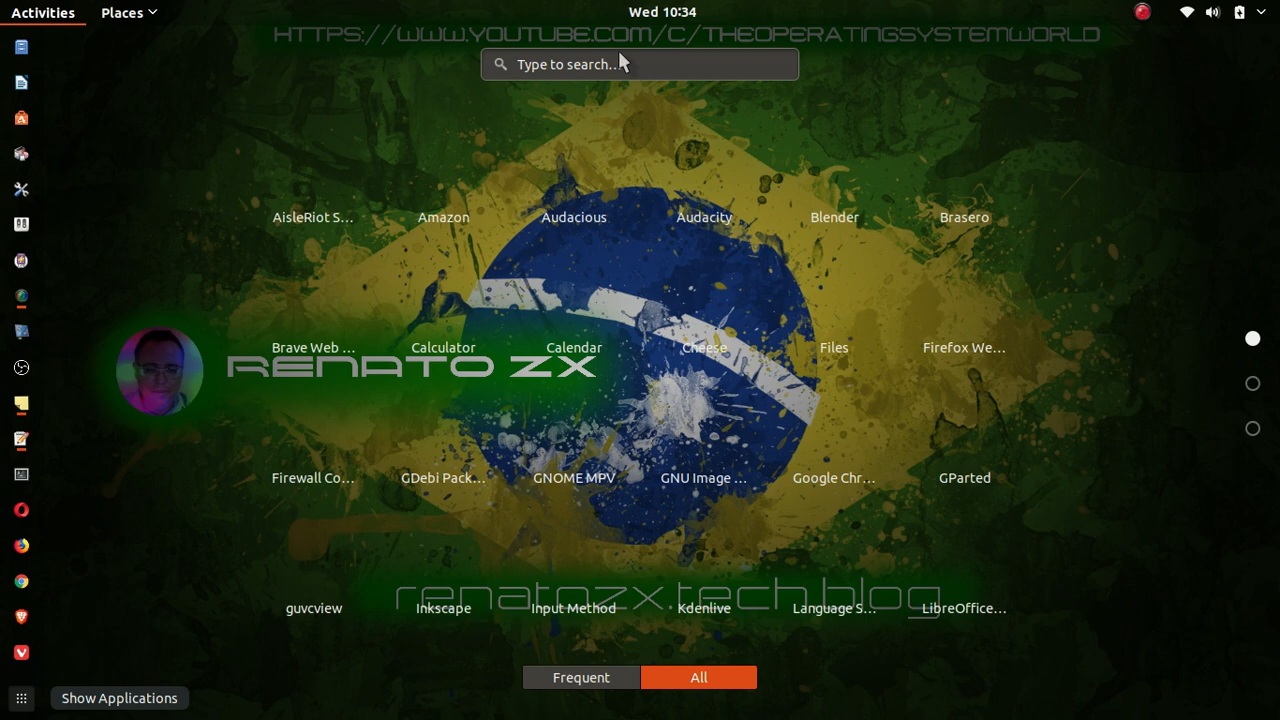 Activities Places Wed 10:34
HTTPS://WWW.YOUTUBE.COM/C/THEOPERATINGSYSTEMWORLD
Type to search...
AisleRiot S... Amazon Audacious Audacity Blender Brasero
Brave Web ... Calculator Calendar Cheese Files Firefox We...
RENATO ZX
Firewall Co... GDebi Pack... GNOME MPV GNU Image ... Google Chr... GParted
renatozx.tech.blog
guvcview Inkscape Input Method Kdenlive Language S... LibreOffice...
Frequent All
Show Applications